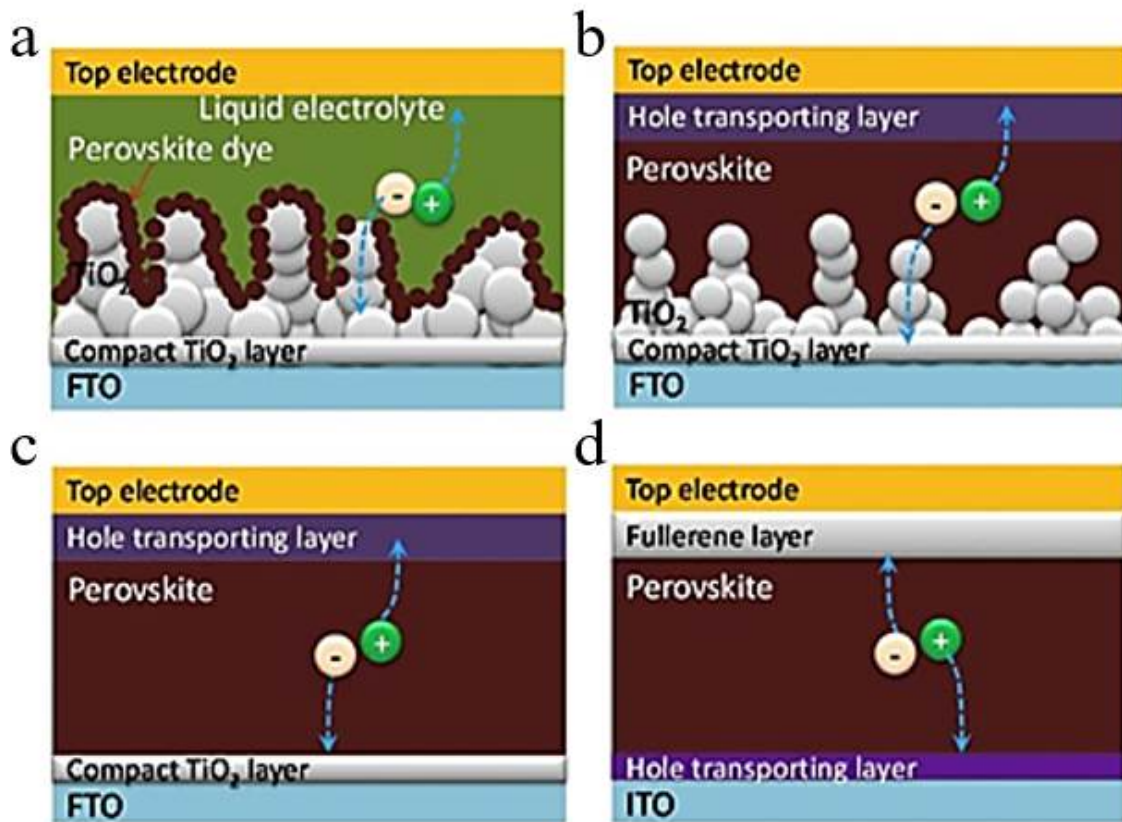 a
Top electrode
Liquid electrolyte
Perovskite dye
TiO₂
-
+
Compact TiO₂ layer
FTO
b
Top electrode
Hole transporting layer
Perovskite
-
+
TiO₂
Compact TiO₂ layer
FTO
c
Top electrode
Hole transporting layer
Perovskite
-
+
Compact TiO₂ layer
FTO
d
Top electrode
Fullerene layer
Perovskite
-
+
Hole transporting layer
ITO